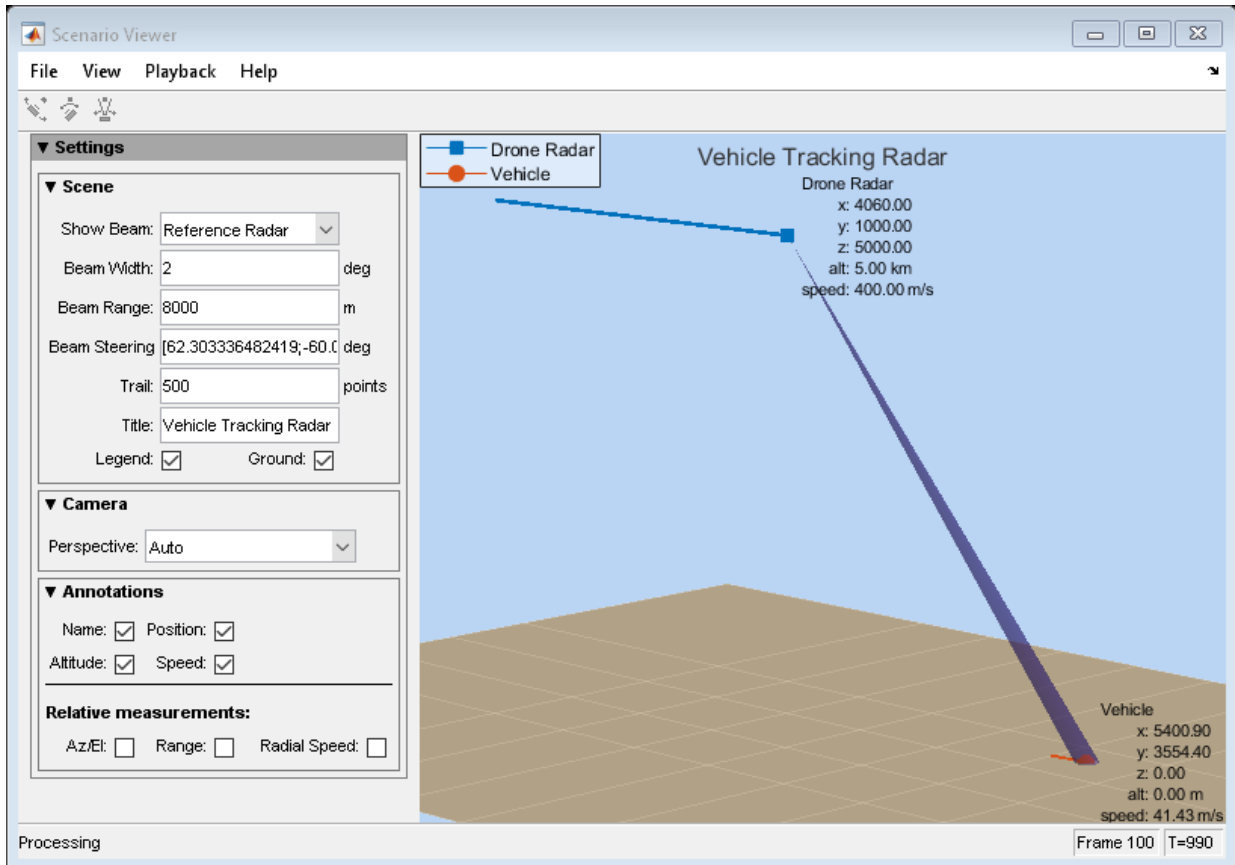 Scenario Viewer
File View Playback Help
▼ Settings
▼ Scene
Show Beam: Reference Radar
Beam Width: 2 deg
Beam Range: 8000 m
Beam Steering [62.303336482419;-60.0 deg
Trail: 500 points
Title: Vehicle Tracking Radar
Legend: Ground:
▼ Camera
Perspective: Auto
▼ Annotations
Name: Position:
Altitude: Speed:
Relative measurements:
Az/El: Range: Radial Speed:
Drone Radar
Vehicle
Vehicle Tracking Radar
Drone Radar
x: 4060.00
y: 1000.00
z: 5000.00
alt: 5.00 km
speed: 400.00 m/s
Vehicle
x: 5400.90
y: 3554.40
z: 0.00
alt: 0.00 m
speed: 41.43 m/s
Processing
Frame 100 T=990